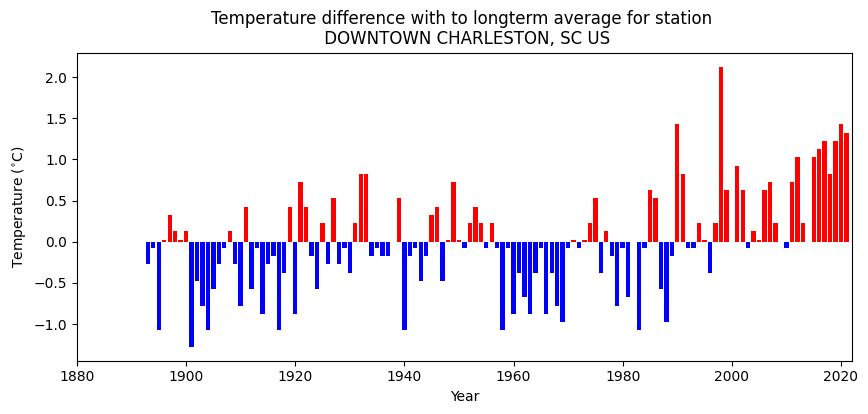 Temperature difference with to longterm average for station
DOWNTOWN CHARLESTON, SC US
Temperature (°C)
2.0
1.5
1.0
0.5
0.0
−0.5
−1.0
1880 1900 1920 1940 1960 1980 2000 2020
Year